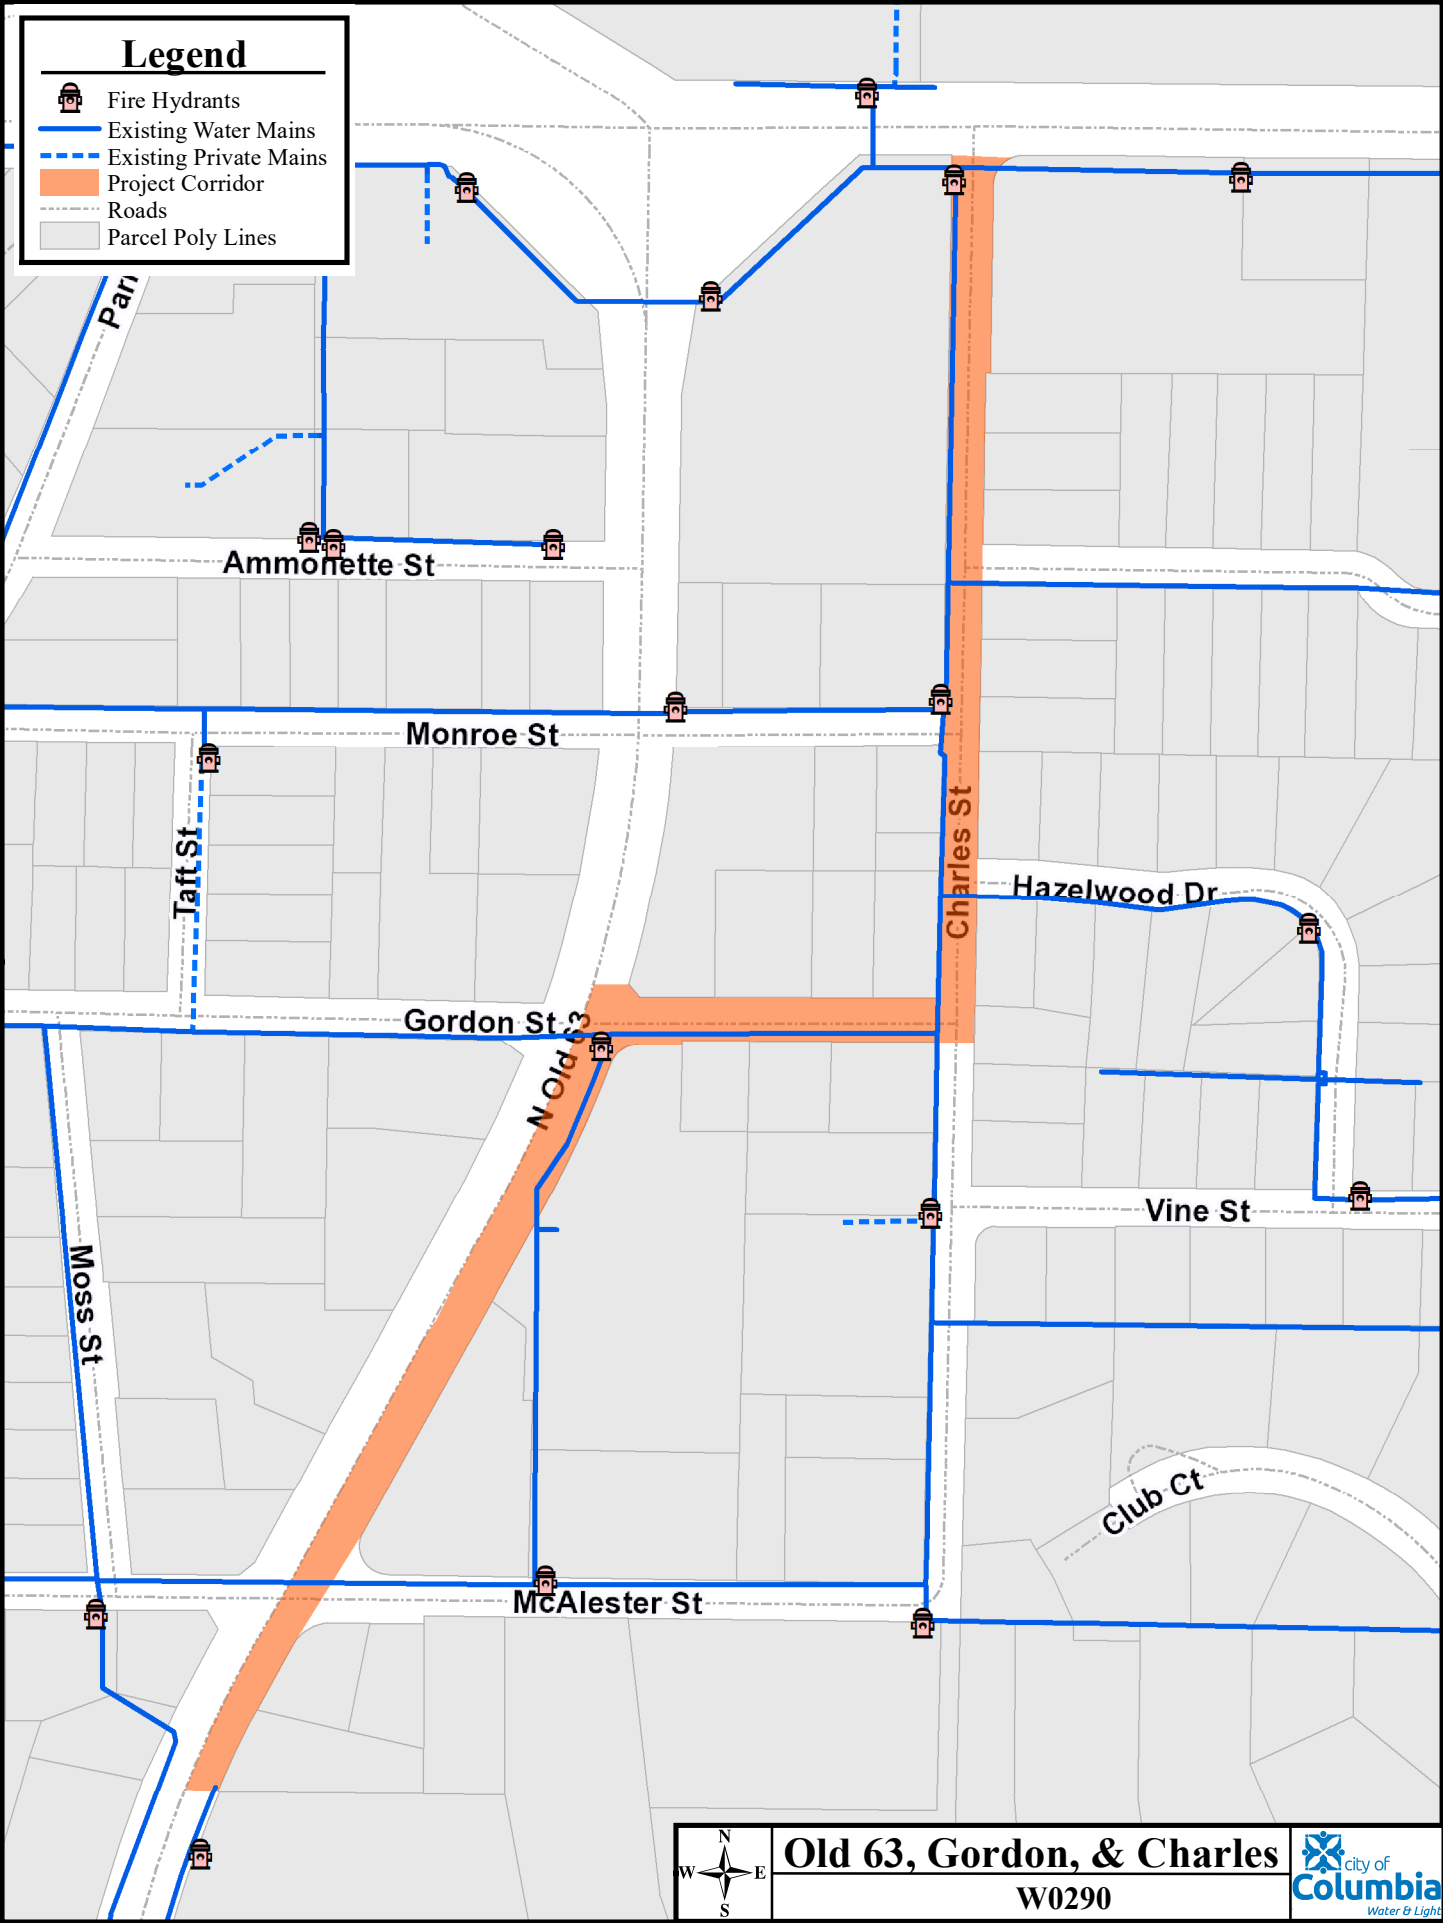 Legend
Fire Hydrants
Existing Water Mains
Existing Private Mains
Project Corridor
Roads
Parcel Poly Lines
Ammonette St
Monroe St
Taft St
Charles St
Hazelwood Dr
Gordon St
N Old 63
Vine St
Moss St
Club Ct
McAlester St
N
W E
S
Old 63, Gordon, & Charles
W0290
city of
Columbia
Water & Light